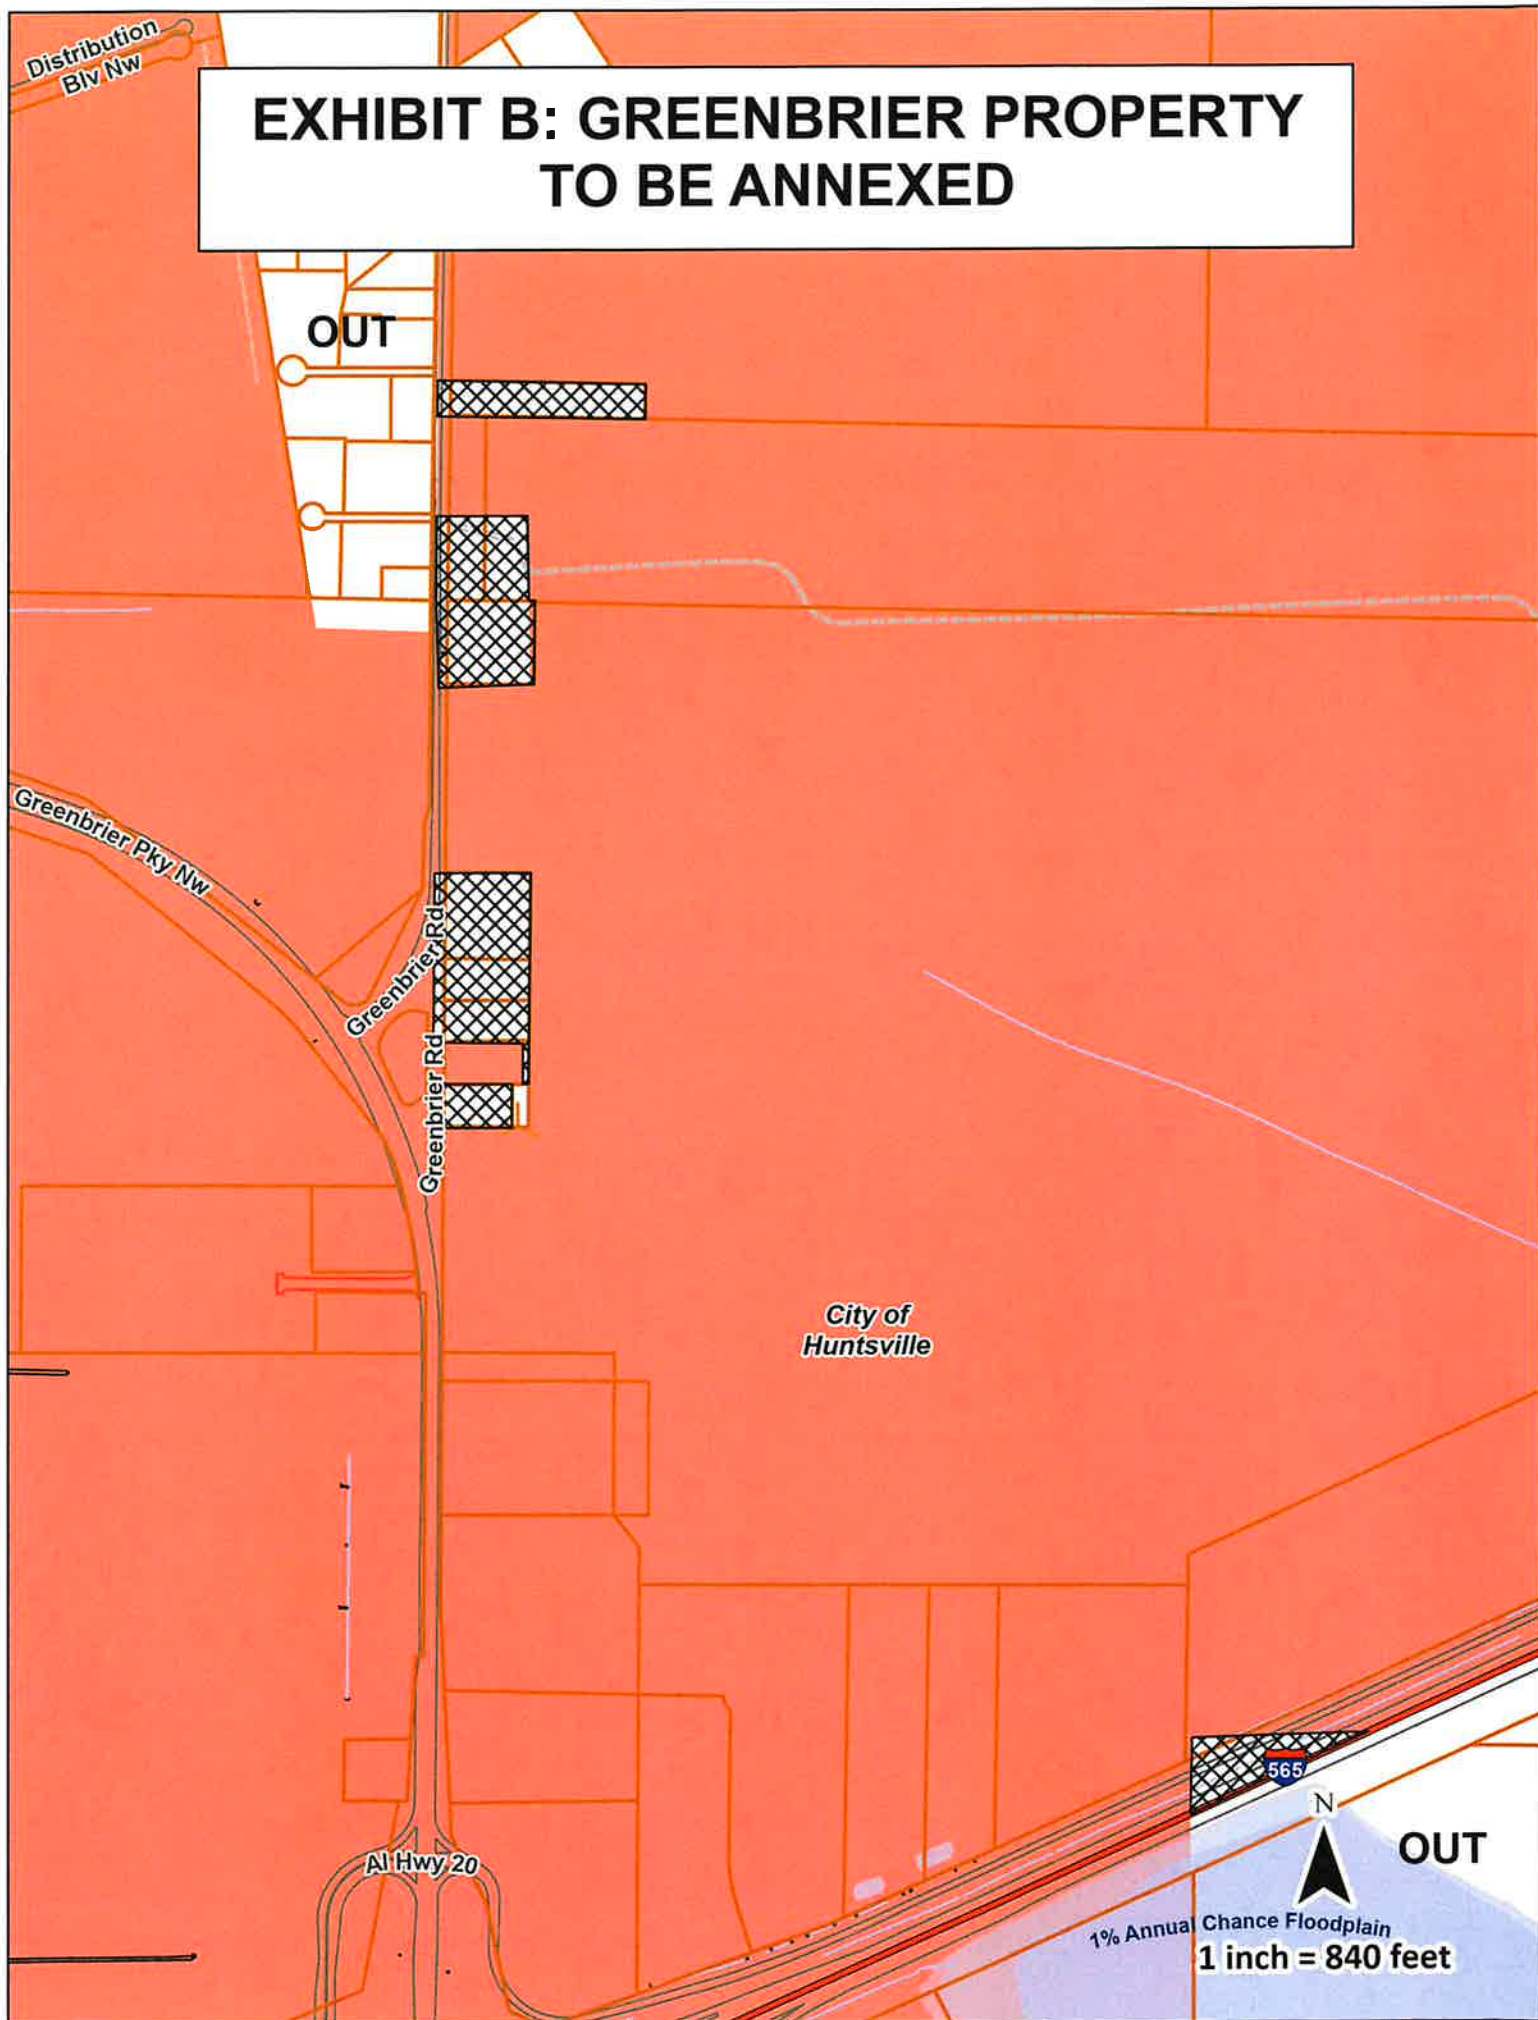 Distribution
Blv Nw
EXHIBIT B: GREENBRIER PROPERTY
TO BE ANNEXED
OUT
Greenbrier Pky Nw
Greenbrier Rd
Greenbrier Rd
City of
Huntsville
565
N
OUT
Al Hwy 20
1% Annual Chance Floodplain
1 inch = 840 feet